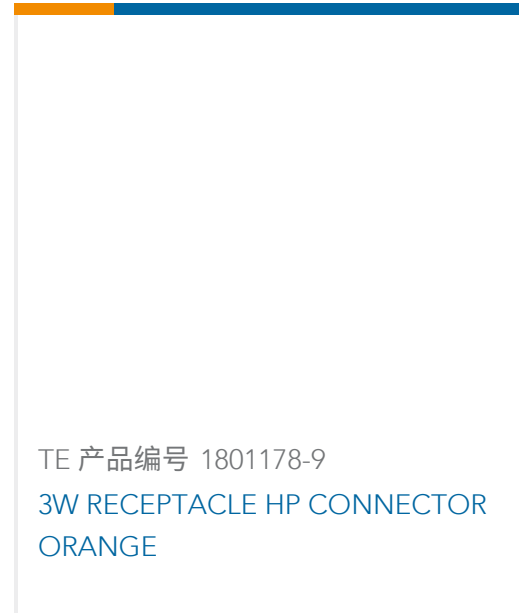 TE 产品编号 1801178-9
3W RECEPTACLE HP CONNECTOR
ORANGE